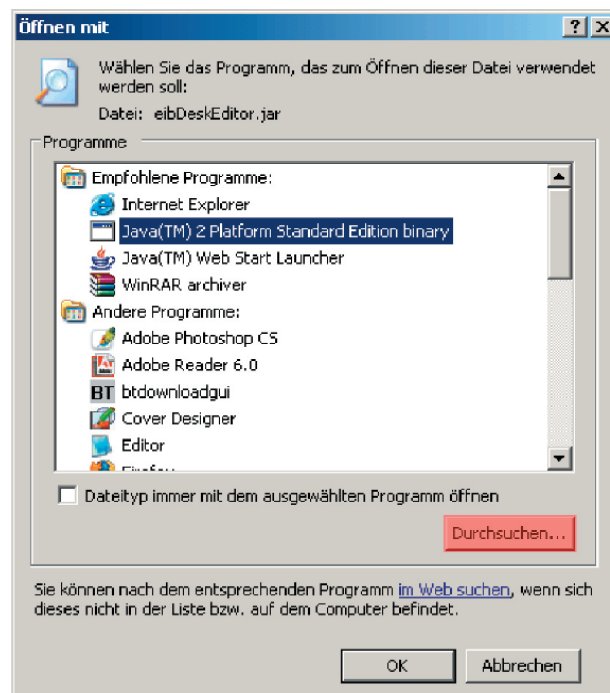 Öffnen mit
Wählen Sie das Programm, das zum Öffnen dieser Datei verwendet
werden soll:
Datei: eibDeskEditor.jar
Programme
Empfohlene Programme:
Internet Explorer
Java(TM) 2 Platform Standard Edition binary
Java(TM) Web Start Launcher
WinRAR archiver
Andere Programme:
Adobe Photoshop CS
Adobe Reader 6.0
BT btdownloadgui
Cover Designer
Editor
Dateityp immer mit dem ausgewählten Programm öffnen
Durchsuchen...
Sie können nach dem entsprechenden Programm im Web suchen, wenn sich
dieses nicht in der Liste bzw. auf dem Computer befindet.
OK
Abbrechen